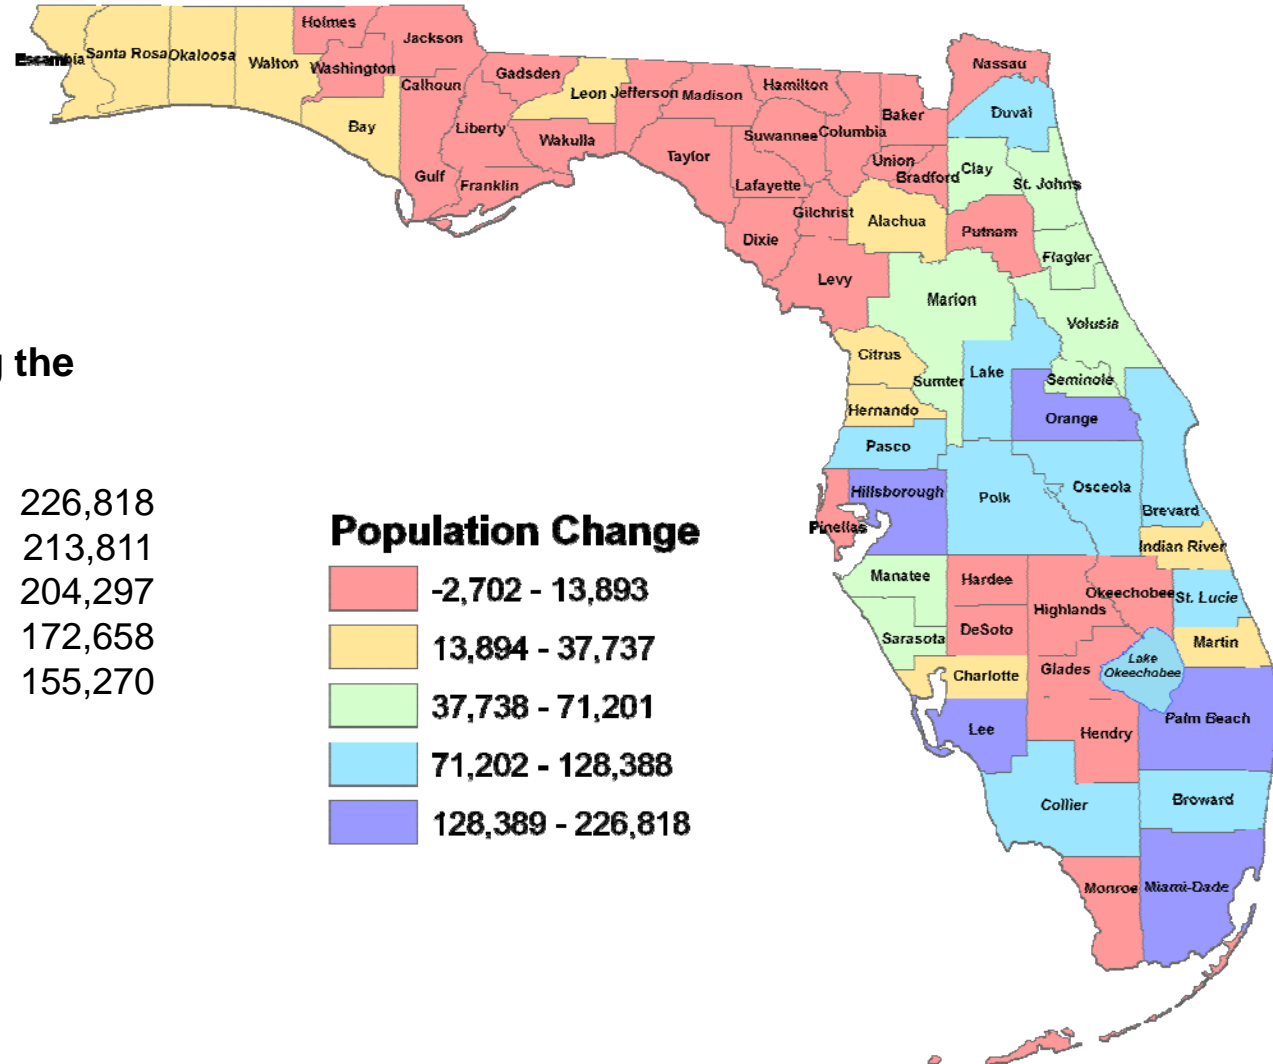 Holmes
Jackson
Escambia
Santa Rosa
Okaloosa
Walton
Washington
Nassau
Gadsden
Calhoun
Hamilton
Leon
Jefferson
Madison
Duval
Baker
Bay
Liberty
Suwannee
Columbia
Wakulla
Taylor
Union
Clay
Bradford
Gulf
Franklin
Lafayette
St. Johns
Gilchrist
Alachua
Putnam
Dixie
Flagler
Levy
Marion
Volusia
g the
Citrus
Lake
Sumter
Seminole
Hernando
Orange
Pasco
226,818
213,811
204,297
172,658
155,270
Hillsborough
Polk
Osceola
Brevard
Pinellas
Indian River
Population Change
-2,702 - 13,893
13,894 - 37,737
37,738 - 71,201
71,202 - 128,388
128,389 - 226,818
Manatee
Hardee
Okeechobee
St. Lucie
Highlands
DeSoto
Sarasota
Martin
Lake
Okeechobee
Glades
Charlotte
Palm Beach
Lee
Hendry
Collier
Broward
Monroe
Miami-Dade